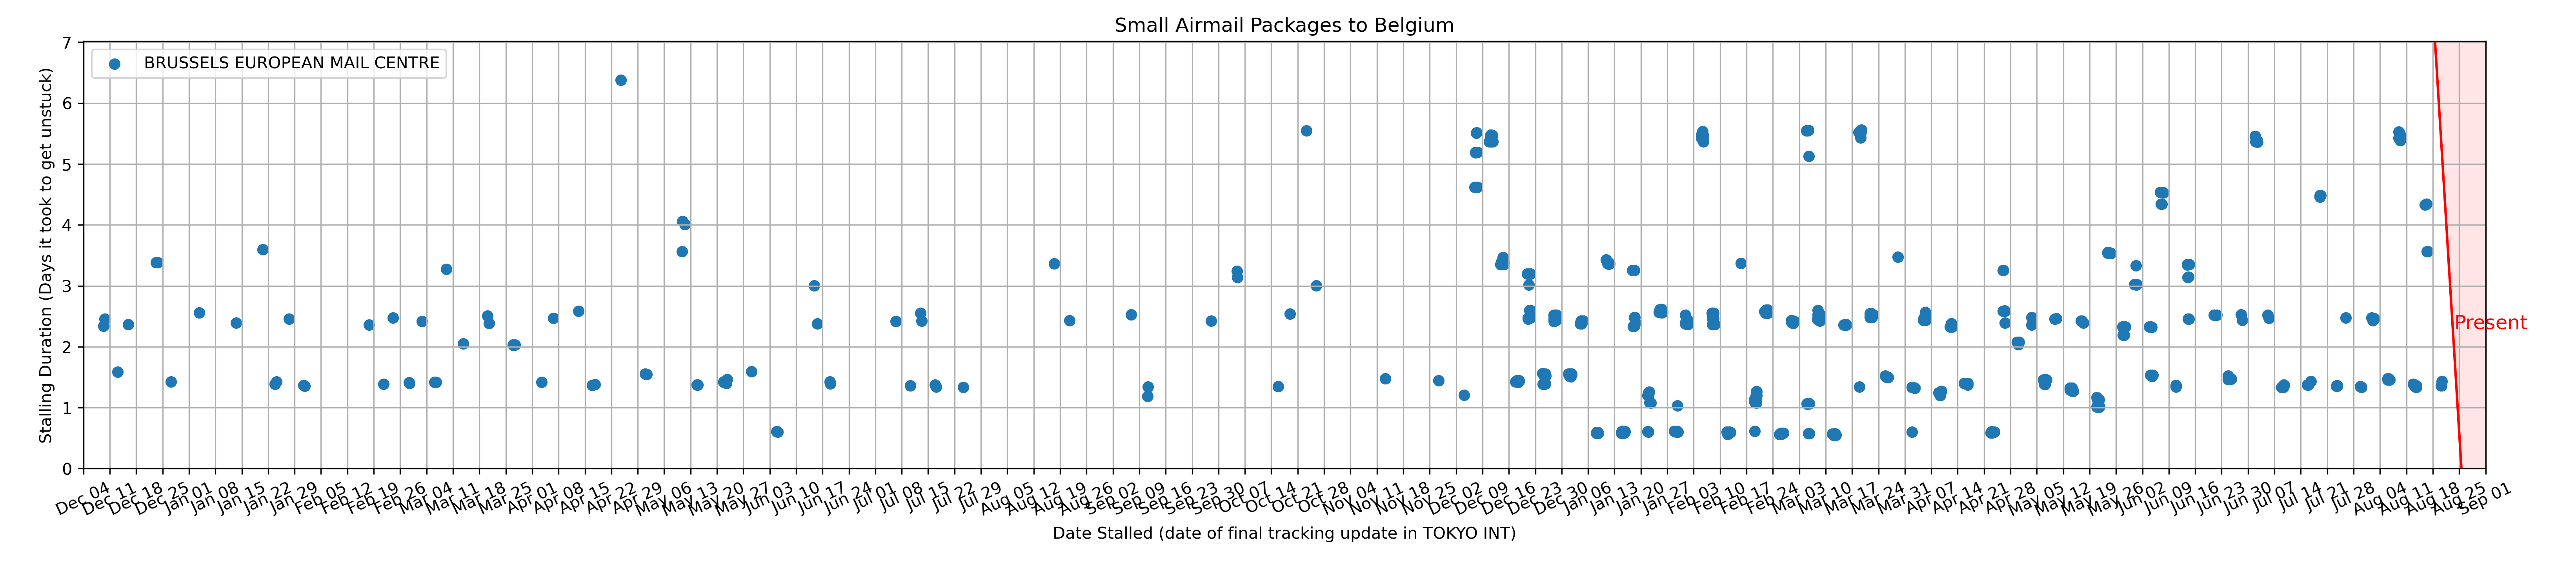 Small Airmail Packages to Belgium
BRUSSELS EUROPEAN MAIL CENTRE
Stalling Duration (Days it took to get unstuck)
7
6
5
4
3
2
1
0
Present
Dec 04
Dec 11
Dec 18
Dec 25
Jan 01
Jan 08
Jan 15
Jan 22
Jan 29
Feb 05
Feb 12
Feb 19
Feb 26
Mar 04
Mar 11
Mar 18
Mar 25
Apr 01
Apr 08
Apr 15
Apr 22
Apr 29
May 06
May 13
May 20
May 27
Jun 03
Jun 10
Jun 17
Jun 24
Jul 01
Jul 08
Jul 15
Jul 22
Jul 29
Aug 05
Aug 12
Aug 19
Aug 26
Sep 02
Sep 09
Sep 16
Sep 23
Sep 30
Oct 07
Oct 14
Oct 21
Oct 28
Nov 04
Nov 11
Nov 18
Nov 25
Dec 02
Dec 09
Dec 16
Dec 23
Dec 30
Jan 06
Jan 13
Jan 20
Jan 27
Feb 03
Feb 10
Feb 17
Feb 24
Mar 03
Mar 10
Mar 17
Mar 24
Mar 31
Apr 07
Apr 14
Apr 21
Apr 28
May 05
May 12
May 19
May 26
Jun 02
Jun 09
Jun 16
Jun 23
Jun 30
Jul 07
Jul 14
Jul 21
Jul 28
Aug 04
Aug 11
Aug 18
Aug 25
Sep 01
Date Stalled (date of final tracking update in TOKYO INT)